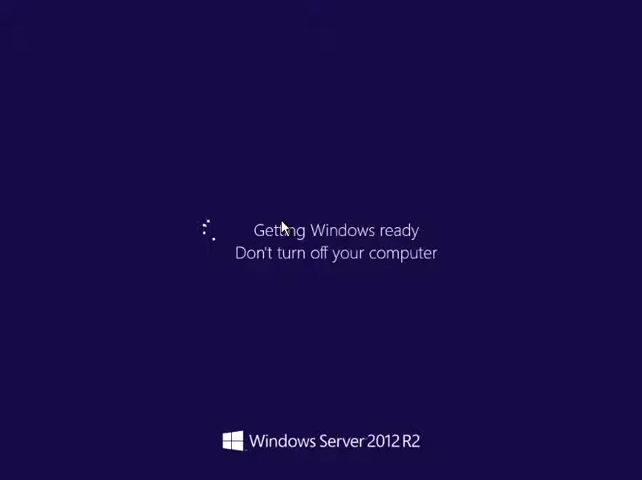 Getting Windows ready
Don't turn off your computer
Windows Server 2012 R2